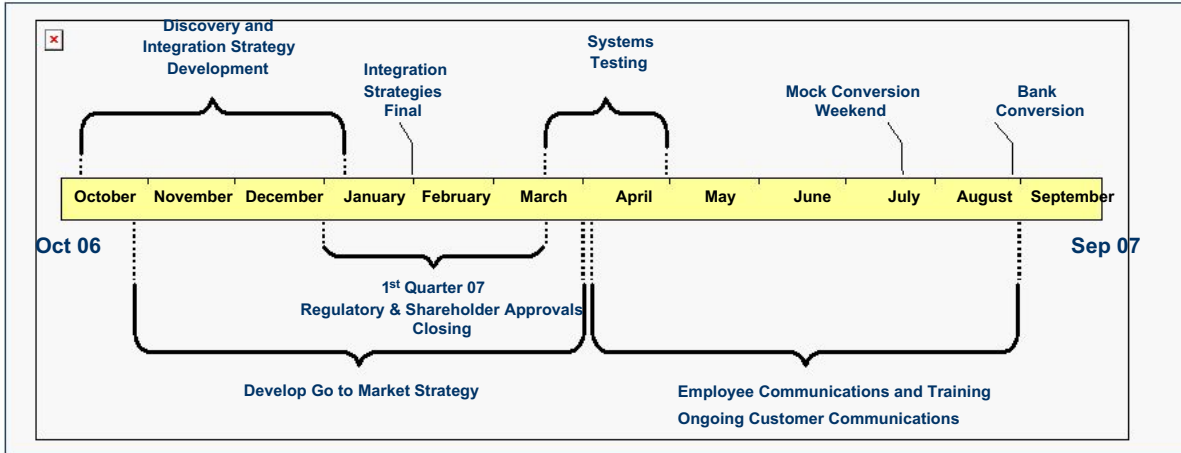 Discovery and
Integration Strategy
Development
Integration
Strategies
Final
Systems
Testing
Mock Conversion
Weekend
Bank
Conversion
October November December January February March April May June July August September
Oct 06
Sep 07
1st Quarter 07
Regulatory & Shareholder Approvals
Closing
Develop Go to Market Strategy
Employee Communications and Training
Ongoing Customer Communications